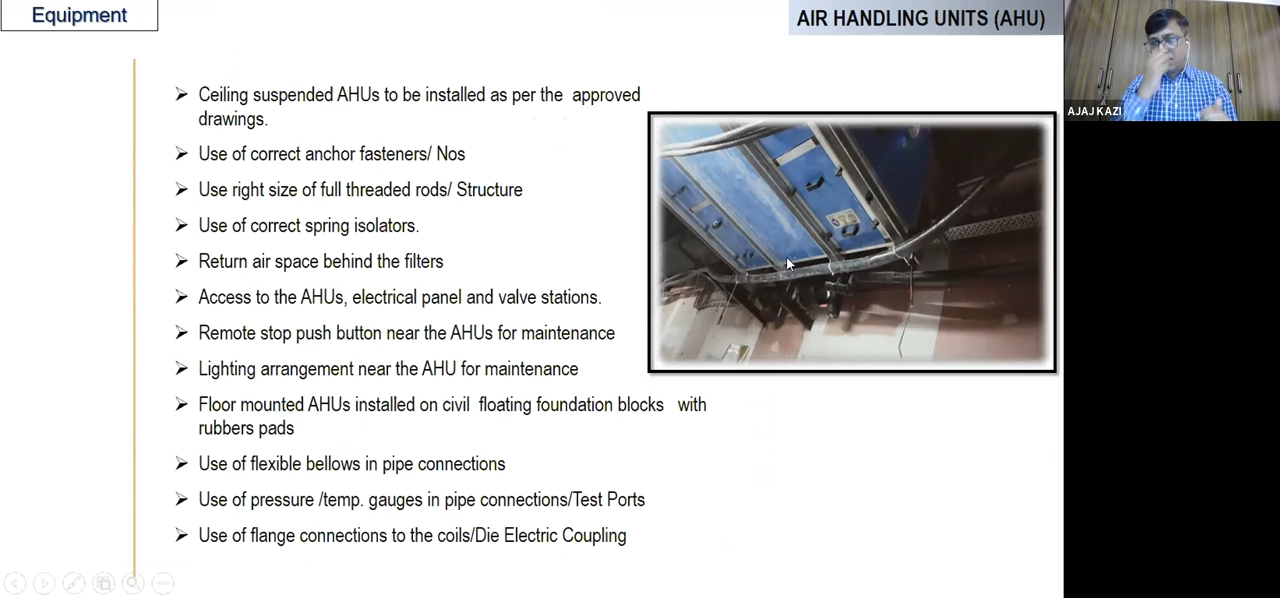 Equipment
AIR HANDLING UNITS (AHU)
AJAJ KAZI
➢ Ceiling suspended AHUs to be installed as per the approved
drawings.
➢ Use of correct anchor fasteners/ Nos
➢ Use right size of full threaded rods/ Structure
➢ Use of correct spring isolators.
➢ Return air space behind the filters
➢ Access to the AHUs, electrical panel and valve stations.
➢ Remote stop push button near the AHUs for maintenance
➢ Lighting arrangement near the AHU for maintenance
➢ Floor mounted AHUs installed on civil floating foundation blocks with
rubbers pads
➢ Use of flexible bellows in pipe connections
➢ Use of pressure /temp. gauges in pipe connections/Test Ports
➢ Use of flange connections to the coils/Die Electric Coupling